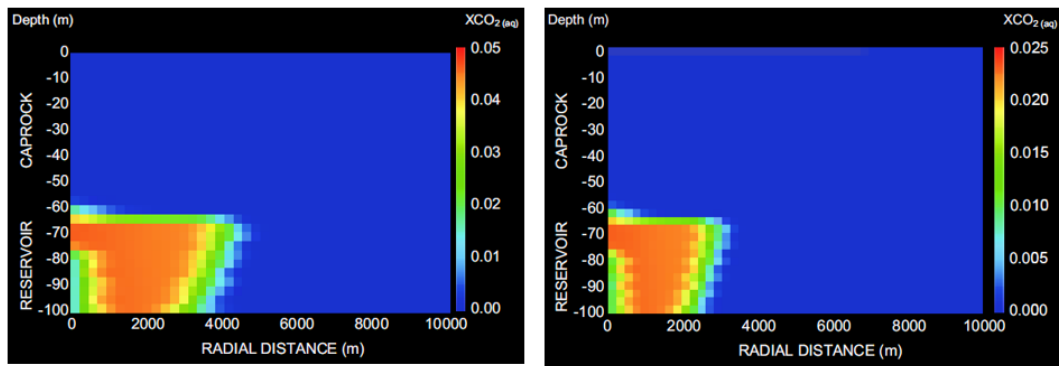 Depth (m) XCO2 (aq)
0 0.05
-10
-20 0.04
-30
-40 0.03
-50
-60 0.02
-70
-80 0.01
-90
-100 0.00
CAPROCK
RESERVOIR
0 2000 4000 6000 8000 10000
RADIAL DISTANCE (m)
Depth (m) XCO2 (aq)
0 0.025
-10
-20 0.020
-30
-40 0.015
-50
-60 0.010
-70
-80 0.005
-90
-100 0.000
CAPROCK
RESERVOIR
0 2000 4000 6000 8000 10000
RADIAL DISTANCE (m)